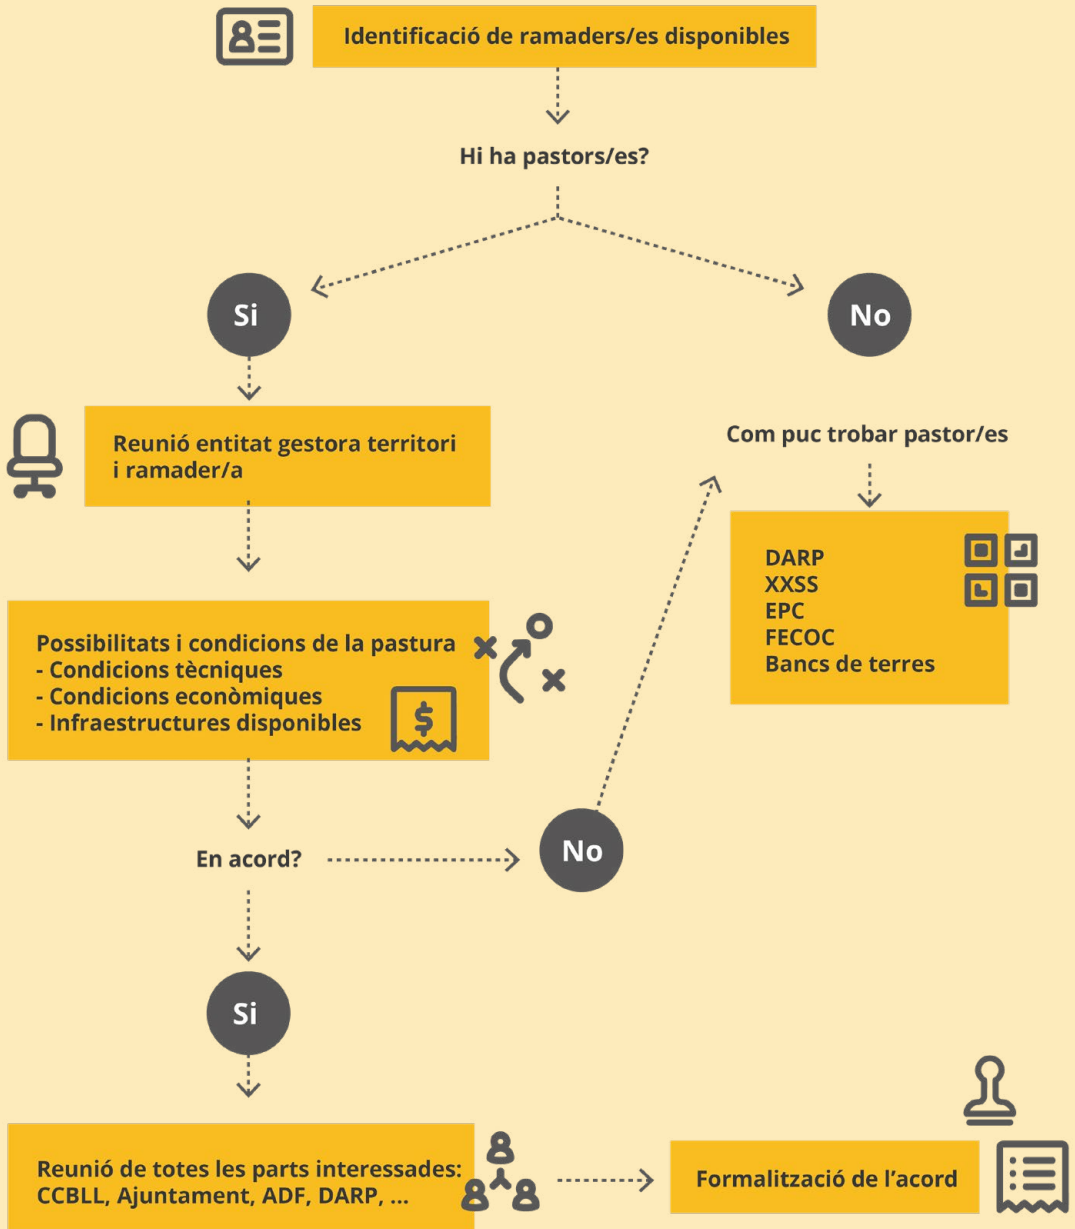 Identificació de ramaders/es disponibles
Hi ha pastors/es?
Si
No
Reunió entitat gestora territori
i ramader/a
Com puc trobar pastor/es
DARP
XXSS
EPC
FECOC
Bancs de terres
Possibilitats i condicions de la pastura
- Condicions tècniques
- Condicions econòmiques
- Infraestructures disponibles
$
En acord?
No
Si
Reunió de totes les parts interessades:
CCBLL, Ajuntament, ADF, DARP, ...
Formalització de l’acord